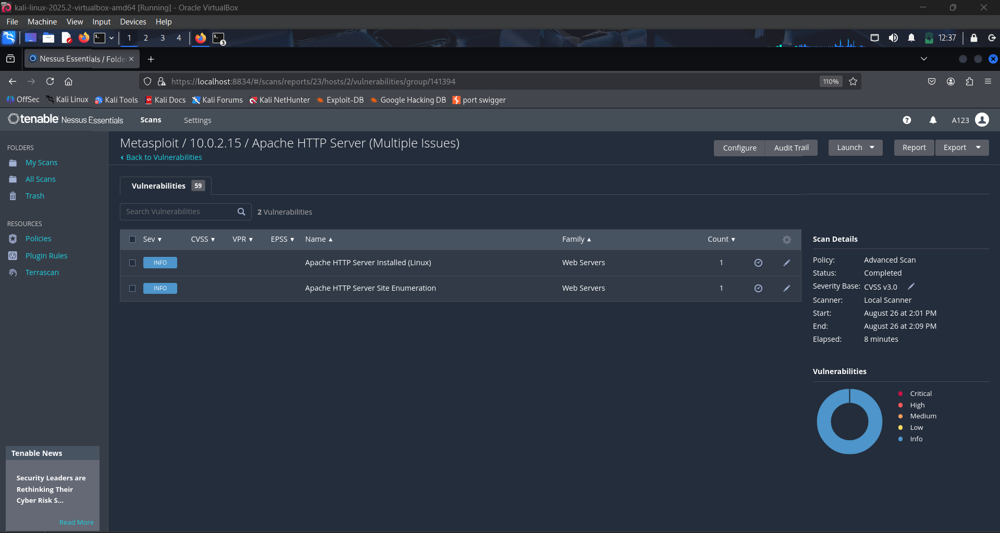 kali-linux-2025.2-virtualbox-amd64 [Running] - Oracle VirtualBox
File Machine View Input Devices Help
1 2 3 4 3 12:37
Nessus Essentials / Folde
https://localhost:8834/#/scans/reports/23/hosts/2/vulnerabilities/group/141394 110%
OffSec Kali Linux Kali Tools Kali Docs Kali Forums Kali NetHunter Exploit-DB Google Hacking DB port swigger
tenable Nessus Essentials Scans Settings A123
FOLDERS
My Scans
All Scans
Trash
RESOURCES
Policies
Plugin Rules
Terrascan
Tenable News
Security Leaders are
Rethinking Their
Cyber Risk S...
Read More
Metasploit / 10.0.2.15 / Apache HTTP Server (Multiple Issues)
Back to Vulnerabilities
Configure Audit Trail Launch Report Export
Vulnerabilities 59
Search Vulnerabilities 2 Vulnerabilities
Sev CVSS VPR EPSS Name Family Count
INFO Apache HTTP Server Installed (Linux) Web Servers 1
INFO Apache HTTP Server Site Enumeration Web Servers 1
Scan Details
Policy: Advanced Scan
Status: Completed
Severity Base: CVSS v3.0
Scanner: Local Scanner
Start: August 26 at 2:01 PM
End: August 26 at 2:09 PM
Elapsed: 8 minutes
Vulnerabilities
Critical
High
Medium
Low
Info